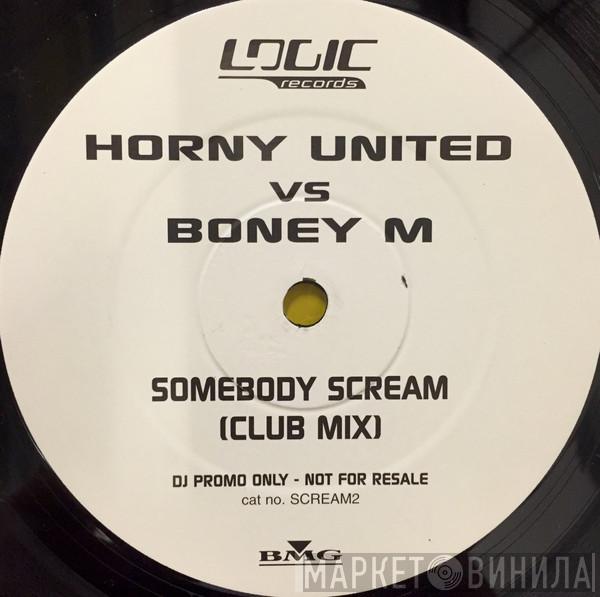 LOGIC
records
HORNY UNITED
VS
BONEY M
SOMEBODY SCREAM
(CLUB MIX)
DJ PROMO ONLY - NOT FOR RESALE
cat no. SCREAM2
BMG
МАРКЕТ ВИНИЛА